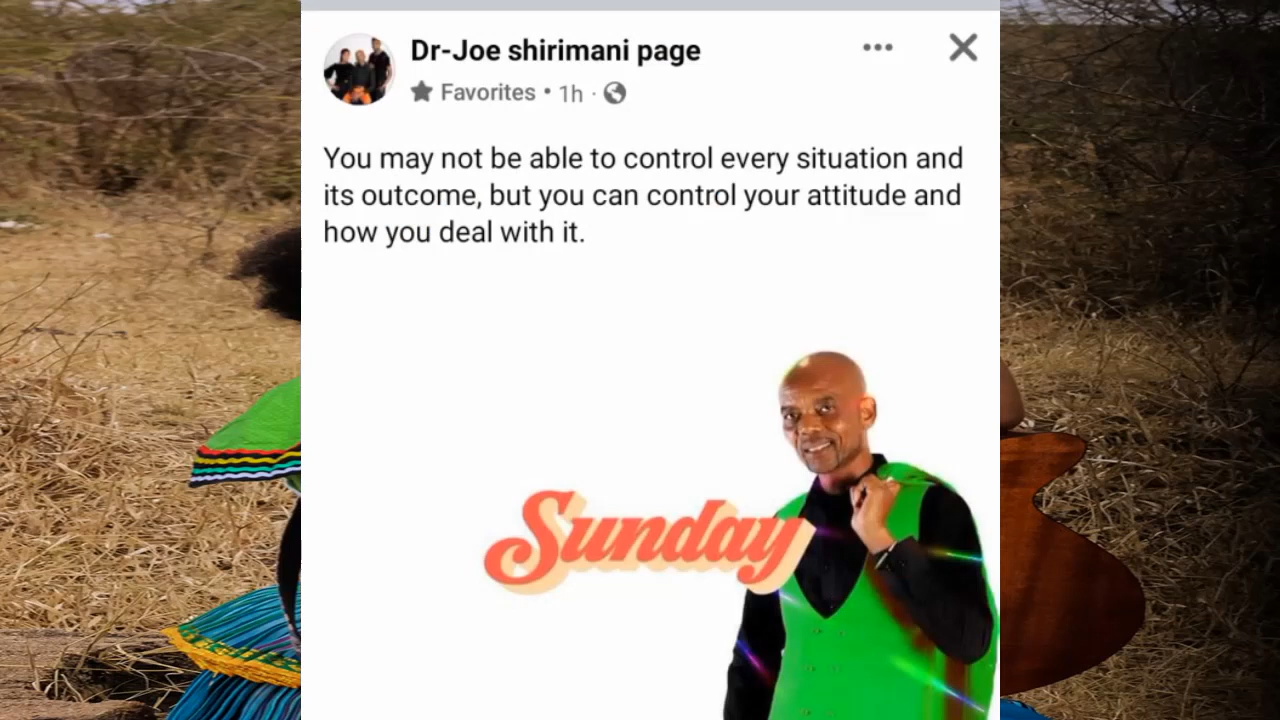 Dr-Joe shirimani page
Favorites • 1h ·
You may not be able to control every situation and
its outcome, but you can control your attitude and
how you deal with it.
Sunday